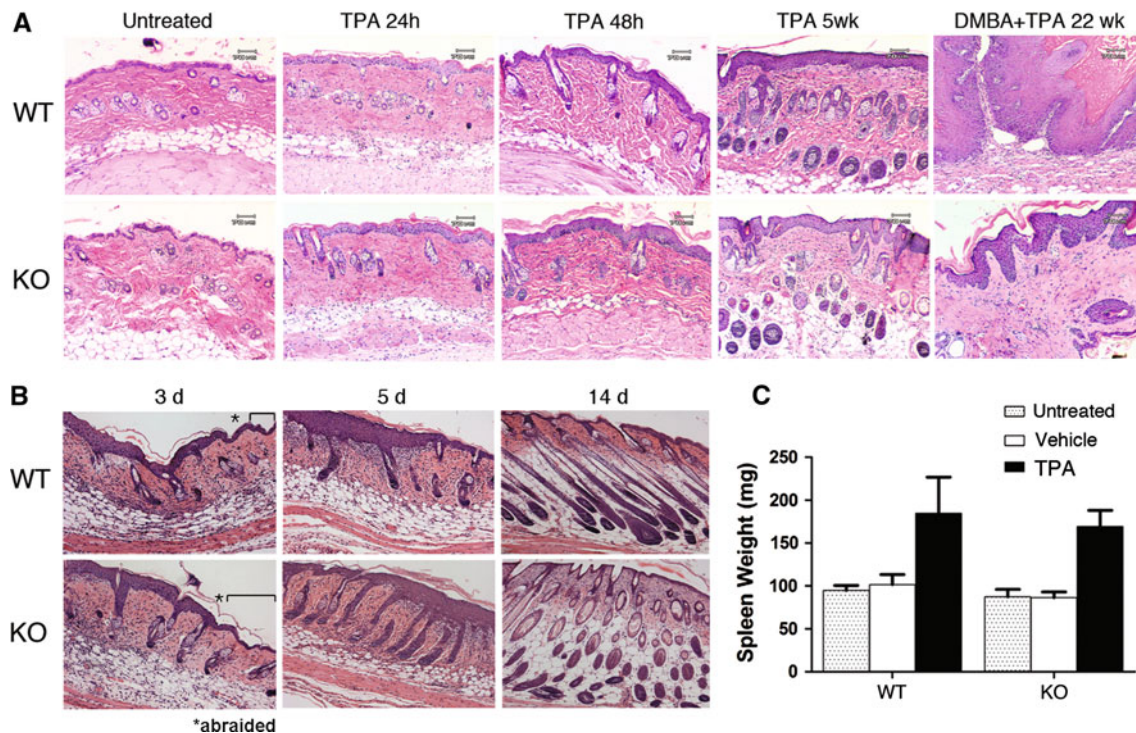 A
Untreated
TPA 24h
TPA 48h
TPA 5wk
DMBA+TPA 22 wk
WT
KO
B
3 d
5 d
14 d
WT
*
KO
*
*abraided
C
Untreated
Vehicle
TPA
Spleen Weight (mg)
250
200
150
100
50
0
WT
KO